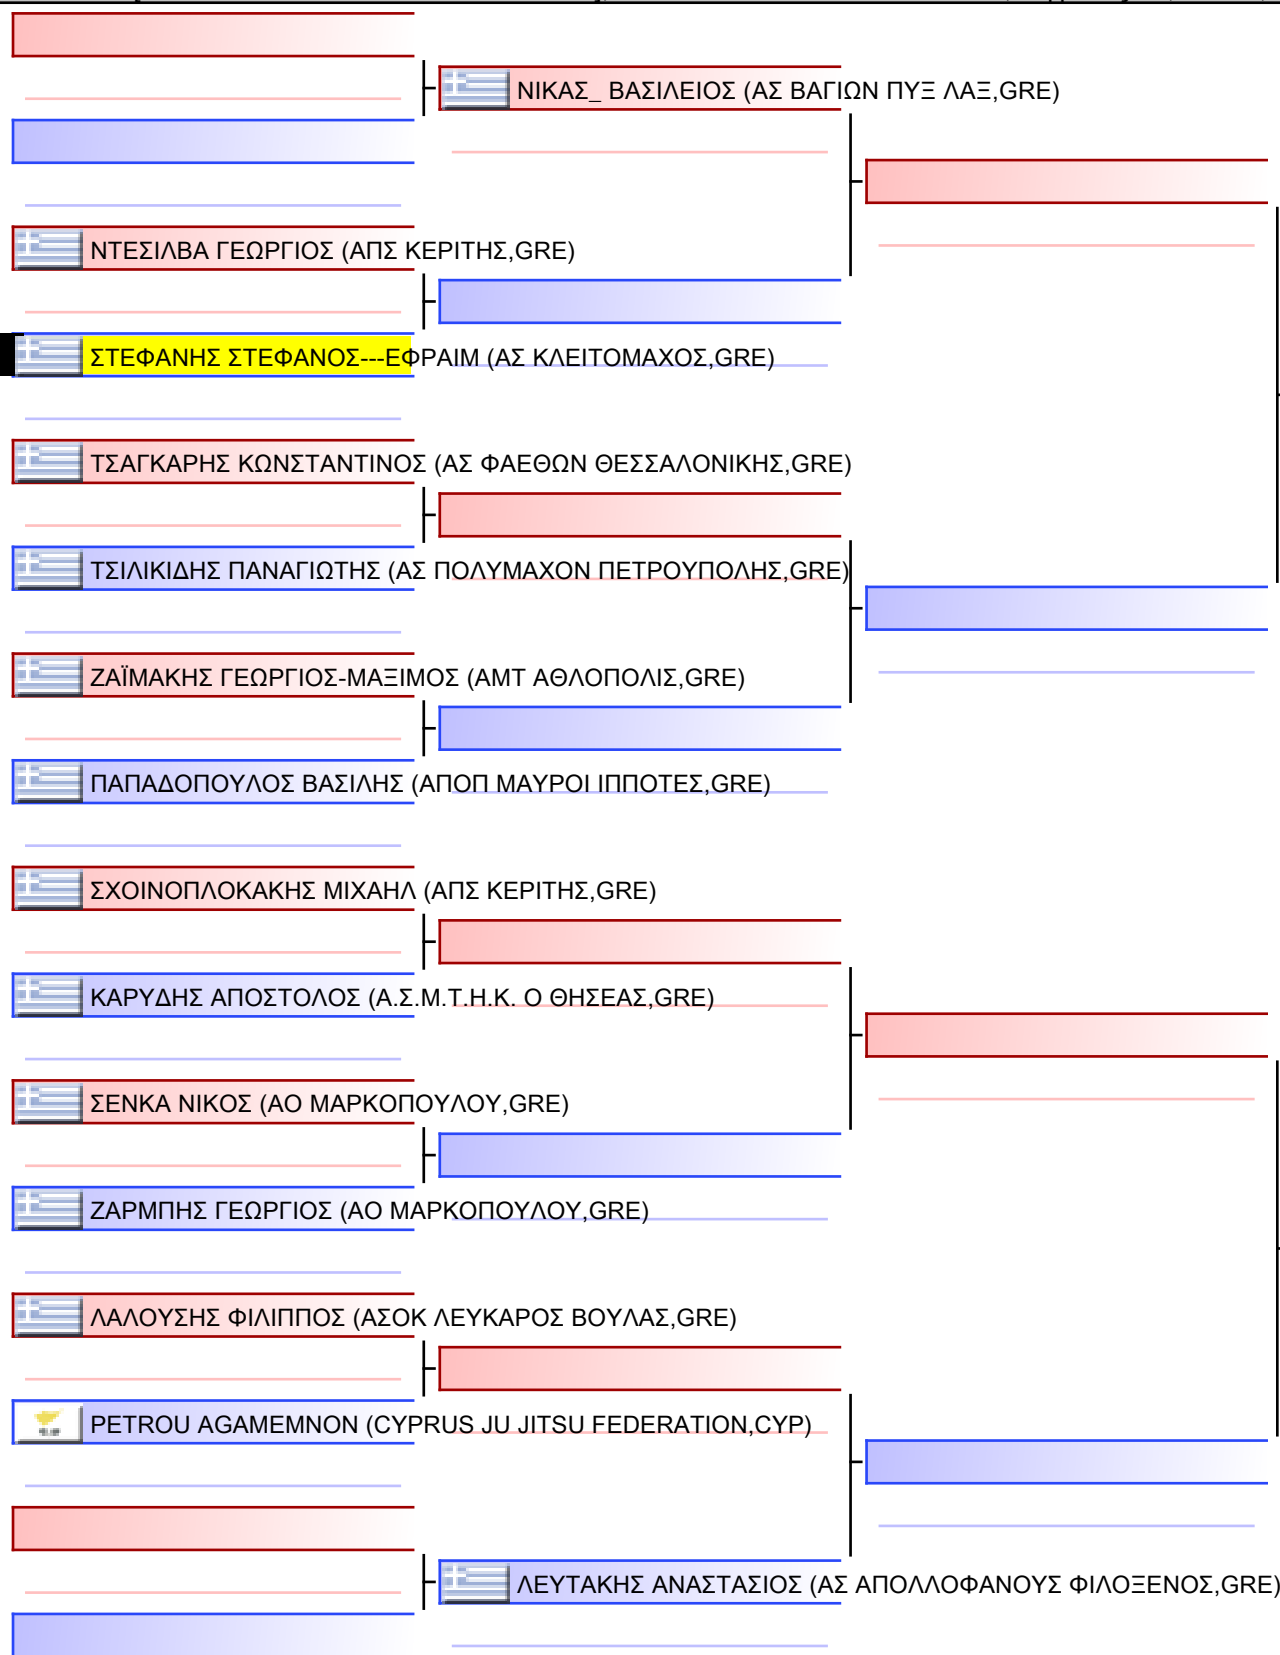 ΝΙΚΑΣ_ ΒΑΣΙΛΕΙΟΣ (ΑΣ ΒΑΓΙΩΝ ΠΥΞ ΛΑΞ,GRE)
ΝΤΕΣΙΛΒΑ ΓΕΩΡΓΙΟΣ (ΑΠΣ ΚΕΡΙΤΗΣ,GRE)
ΣΤΕΦΑΝΗΣ ΣΤΕΦΑΝΟΣ---ΕΦΡΑΙΜ (ΑΣ ΚΛΕΙΤΟΜΑΧΟΣ,GRE)
ΤΣΑΓΚΑΡΗΣ ΚΩΝΣΤΑΝΤΙΝΟΣ (ΑΣ ΦΑΕΘΩΝ ΘΕΣΣΑΛΟΝΙΚΗΣ,GRE)
ΤΣΙΛΙΚΙΔΗΣ ΠΑΝΑΓΙΩΤΗΣ (ΑΣ ΠΟΛΥΜΑΧΟΝ ΠΕΤΡΟΥΠΟΛΗΣ,GRE)
ΖΑΪΜΑΚΗΣ ΓΕΩΡΓΙΟΣ-ΜΑΞΙΜΟΣ (ΑΜΤ ΑΘΛΟΠΟΛΙΣ,GRE)
ΠΑΠΑΔΟΠΟΥΛΟΣ ΒΑΣΙΛΗΣ (ΑΠΟΠ ΜΑΥΡΟΙ ΙΠΠΟΤΕΣ,GRE)
ΣΧΟΙΝΟΠΛΟΚΑΚΗΣ ΜΙΧΑΗΛ (ΑΠΣ ΚΕΡΙΤΗΣ,GRE)
ΚΑΡΥΔΗΣ ΑΠΟΣΤΟΛΟΣ (Α.Σ.Μ.Τ.Η.Κ. Ο ΘΗΣΕΑΣ,GRE)
ΣΕΝΚΑ ΝΙΚΟΣ (ΑΟ ΜΑΡΚΟΠΟΥΛΟΥ,GRE)
ΖΑΡΜΠΗΣ ΓΕΩΡΓΙΟΣ (ΑΟ ΜΑΡΚΟΠΟΥΛΟΥ,GRE)
ΛΑΛΟΥΣΗΣ ΦΙΛΙΠΠΟΣ (ΑΣΟΚ ΛΕΥΚΑΡΟΣ ΒΟΥΛΑΣ,GRE)
PETROU AGAMEMNON (CYPRUS JU JITSU FEDERATION,CYP)
ΛΕΥΤΑΚΗΣ ΑΝΑΣΤΑΣΙΟΣ (ΑΣ ΑΠΟΛΛΟΦΑΝΟΥΣ ΦΙΛΟΞΕΝΟΣ,GRE)